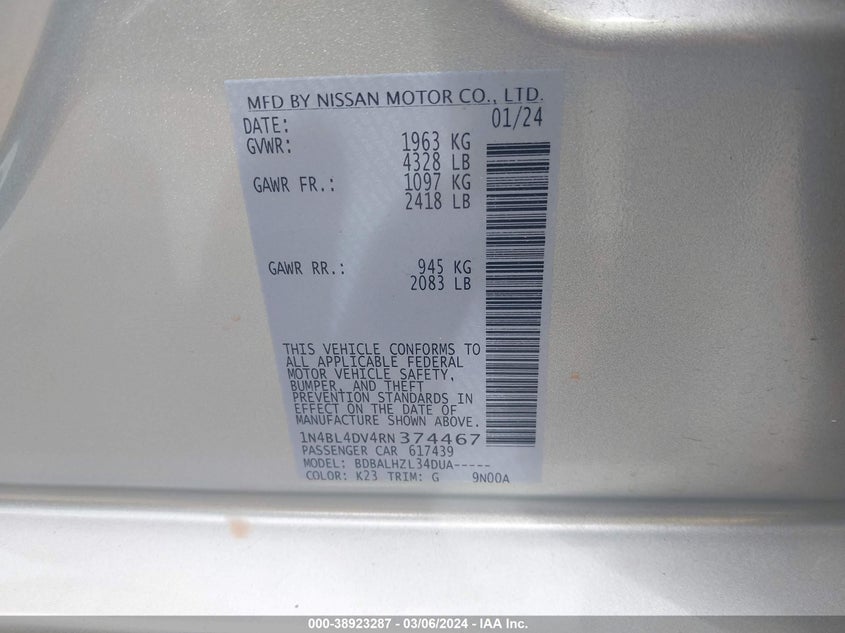 MFD BY NISSAN MOTOR CO., LTD.
DATE: 01/24
GVWR: 1963 KG
4328 LB
GAWR FR.: 1097 KG
2418 LB
GAWR RR.: 945 KG
2083 LB
THIS VEHICLE CONFORMS TO
ALL APPLICABLE FEDERAL
MOTOR VEHICLE SAFETY,
BUMPER, AND THEFT
PREVENTION STANDARDS IN
EFFECT ON THE DATE OF
MANUFACTURE SHOWN ABOVE.
1N4BL4DV4RN374467
PASSENGER CAR 617439
MODEL: BDBALHZL34DUA-----
COLOR: K23 TRIM: G 9N00A
000-38923287 - 03/06/2024 - IAA Inc.